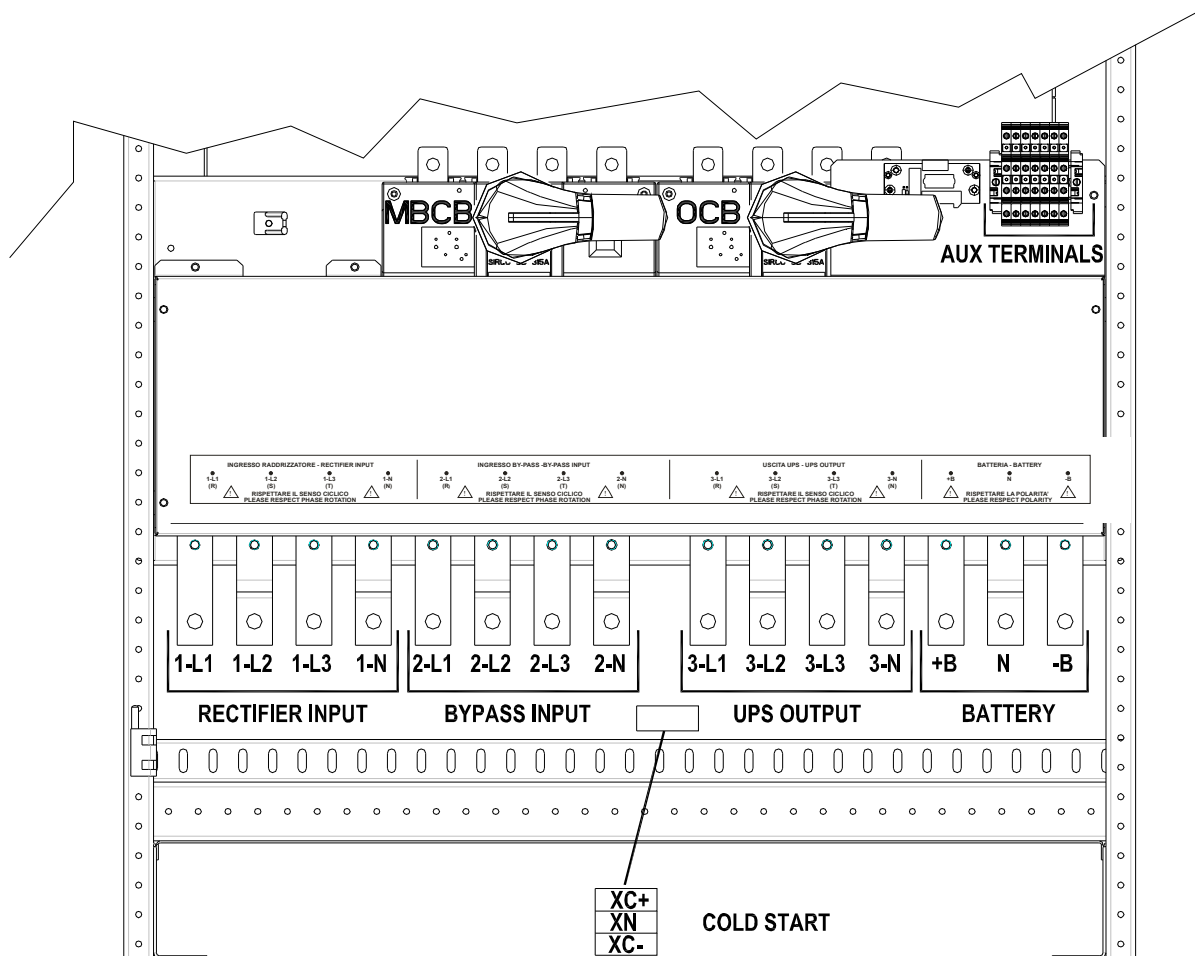 MBCB
OCB
AUX TERMINALS
INGRESSO RADDRIZZATORE - RECTIFIER INPUT
1-L1 1-L2 1-L3 1-N
(R) (S) (T) (N)
RISPETTARE IL SENSO CICLICO
PLEASE RESPECT PHASE ROTATION
INGRESSO BY-PASS -BY-PASS INPUT
2-L1 2-L2 2-L3 2-N
(R) (S) (T) (N)
RISPETTARE IL SENSO CICLICO
PLEASE RESPECT PHASE ROTATION
USCITA UPS - UPS OUTPUT
3-L1 3-L2 3-L3 3-N
(R) (S) (T) (N)
RISPETTARE IL SENSO CICLICO
PLEASE RESPECT PHASE ROTATION
BATTERIA - BATTERY
+B N -B
RISPETTARE LA POLARITA'
PLEASE RESPECT POLARITY
1-L1 1-L2 1-L3 1-N 2-L1 2-L2 2-L3 2-N 3-L1 3-L2 3-L3 3-N +B N -B
RECTIFIER INPUT BYPASS INPUT UPS OUTPUT BATTERY
XC+
XN
XC-
COLD START